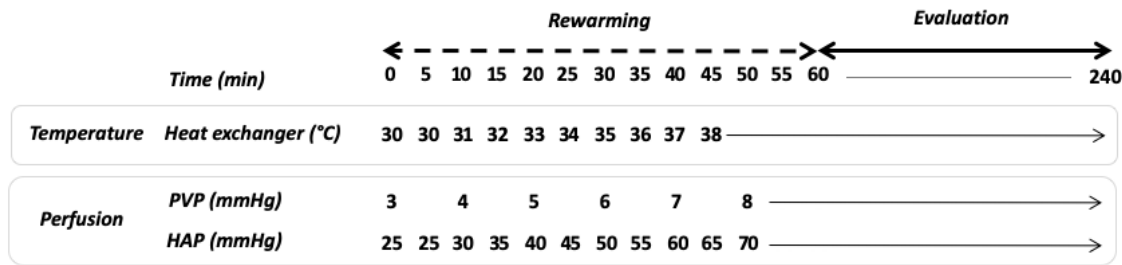 Rewarming Evaluation
Time (min) 0 5 10 15 20 25 30 35 40 45 50 55 60 240
Temperature Heat exchanger (°C) 30 30 31 32 33 34 35 36 37 38
PVP (mmHg) 3 4 5 6 7 8
Perfusion
HAP (mmHg) 25 25 30 35 40 45 50 55 60 65 70